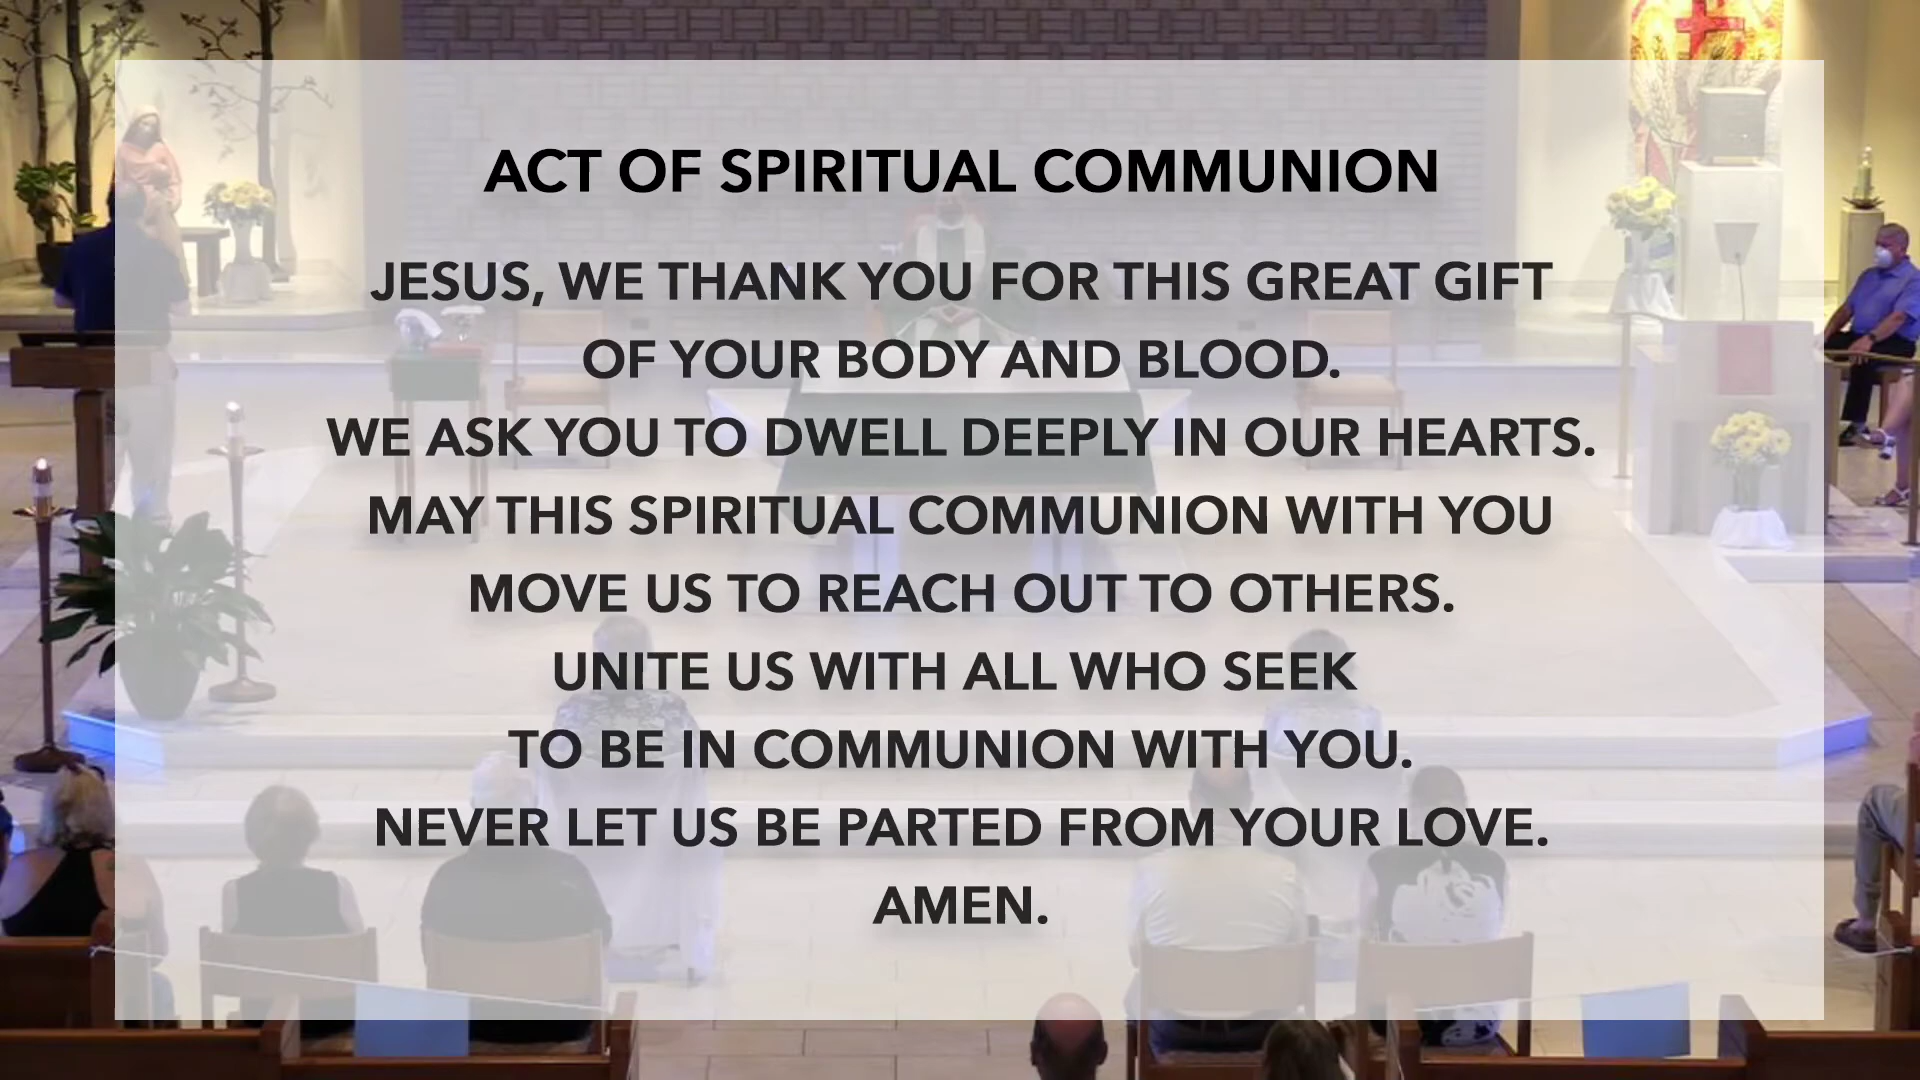 ACT OF SPIRITUAL COMMUNION
JESUS, WE THANK YOU FOR THIS GREAT GIFT
OF YOUR BODY AND BLOOD.
WE ASK YOU TO DWELL DEEPLY IN OUR HEARTS.
MAY THIS SPIRITUAL COMMUNION WITH YOU
MOVE US TO REACH OUT TO OTHERS.
UNITE US WITH ALL WHO SEEK
TO BE IN COMMUNION WITH YOU.
NEVER LET US BE PARTED FROM YOUR LOVE.
AMEN.